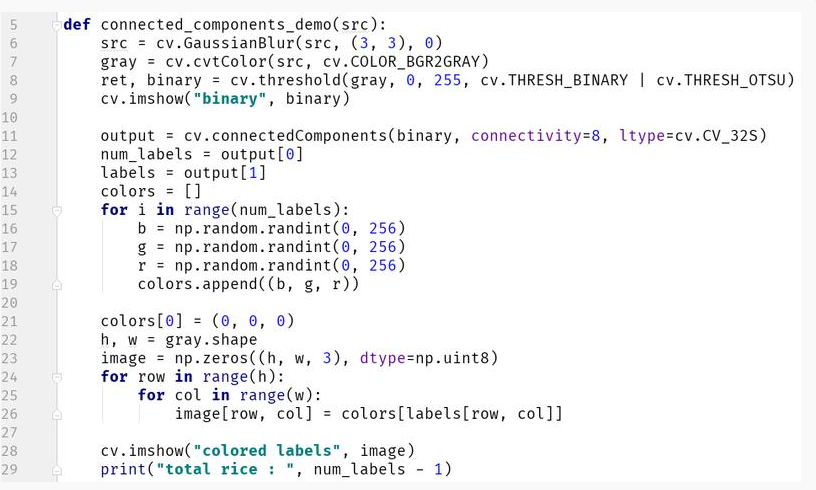 5 def connected_components_demo(src):
6     src = cv.GaussianBlur(src, (3, 3), 0)
7     gray = cv.cvtColor(src, cv.COLOR_BGR2GRAY)
8     ret, binary = cv.threshold(gray, 0, 255, cv.THRESH_BINARY | cv.THRESH_OTSU)
9     cv.imshow("binary", binary)
10
11     output = cv.connectedComponents(binary, connectivity=8, ltype=cv.CV_32S)
12     num_labels = output[0]
13     labels = output[1]
14     colors = []
15     for i in range(num_labels):
16         b = np.random.randint(0, 256)
17         g = np.random.randint(0, 256)
18         r = np.random.randint(0, 256)
19         colors.append((b, g, r))
20
21     colors[0] = (0, 0, 0)
22     h, w = gray.shape
23     image = np.zeros((h, w, 3), dtype=np.uint8)
24     for row in range(h):
25         for col in range(w):
26             image[row, col] = colors[labels[row, col]]
27
28     cv.imshow("colored labels", image)
29     print("total rice : ", num_labels - 1)